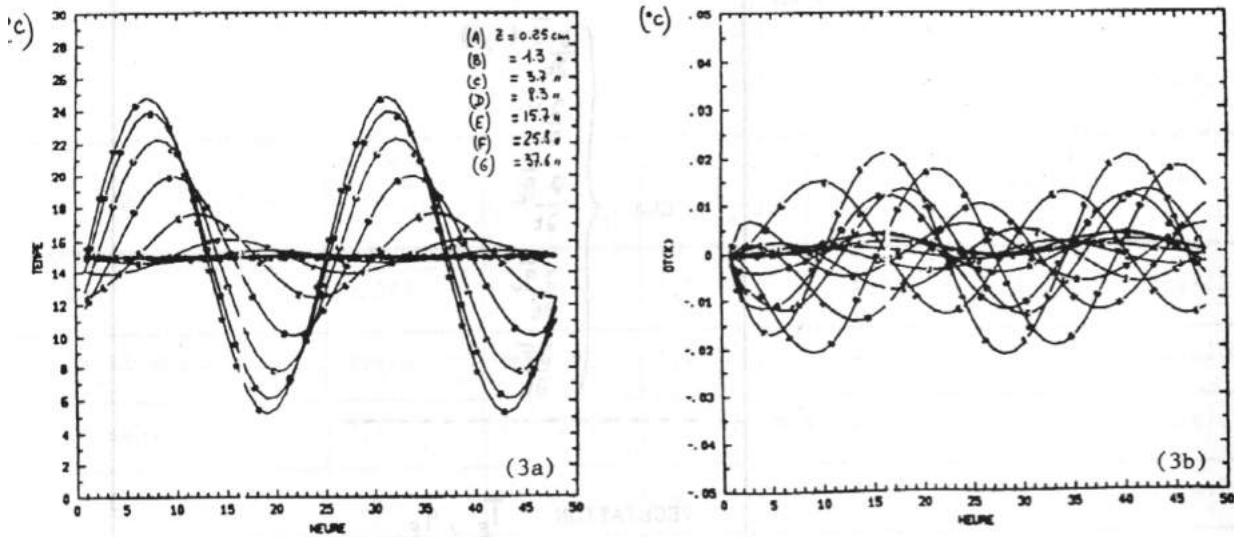 °C)
30
28
26
24
22
20
18
16
14
12
10
8
6
4
2
0
TEMPE
0 5 10 15 20 25 30 35 40 45 50
HEURE
(A) Z = 0.25 cm
(B) = 1.3 "
(C) = 3.7 "
(D) = 8.3 "
(E) = 15.7 "
(F) = 25.8 "
(G) = 37.6 "
(3a)
(°C)
.05
.04
.03
.02
.01
0
-.01
-.02
-.03
-.04
-.05
DT(K)
0 5 10 15 20 25 30 35 40 45 50
HEURE
(3b)
VEGETATION